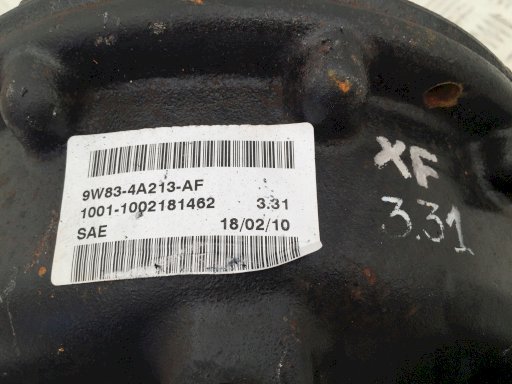 9W83-4A213-AF
1001-1002181462 3.31
SAE 18/02/10
XF
3.31